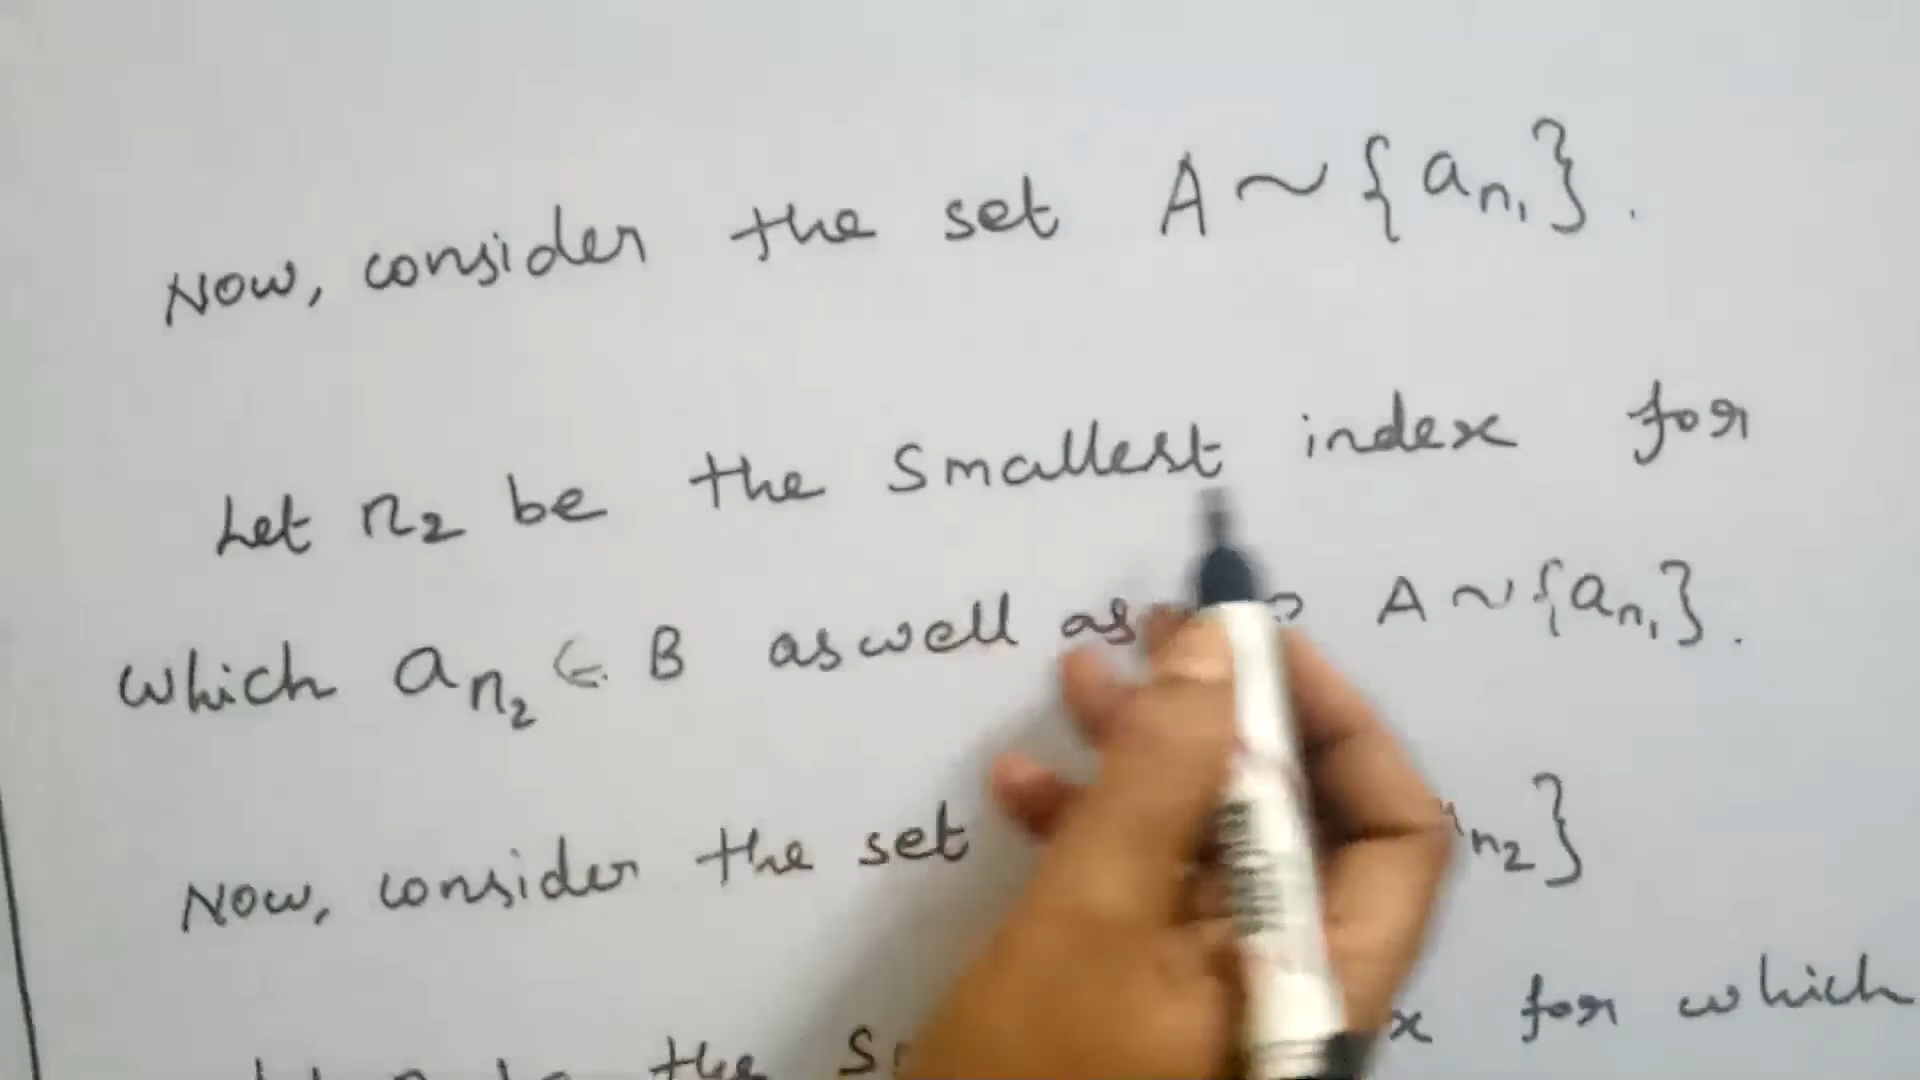 Now, consider the set A ~ {aₙ₁}.
Let n₂ be the smallest index for
which aₙ₂ ∈ B aswell as A ~ {aₙ₁}.
Now, consider the set ₙ₂}
the for which